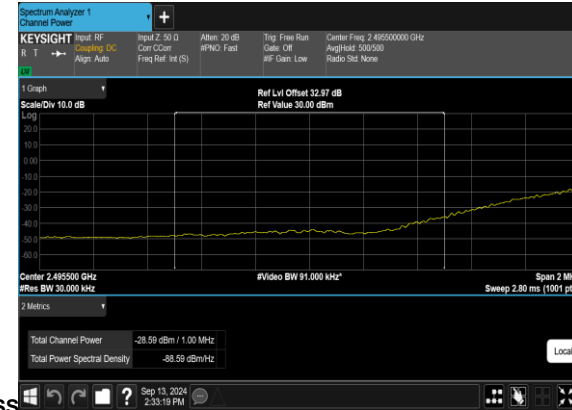 Spectrum Analyzer 1
Channel Power
KEYSIGHT Input: RF Input Z: 50 Ω Atten: 20 dB Trig: Free Run Center Freq: 2.495500000 GHz
R T Coupling: DC Corr CCorr #PNO: Fast Gate: Off Avg|Hold: 500/500
Align: Auto Freq Ref: Int (S) #IF Gain: Low Radio Std: None
1 Graph
Ref Lvl Offset 32.97 dB
Scale/Div 10.0 dB Ref Value 30.00 dBm
Log
20.0
10.0
0.00
-10.0
-20.0
-30.0
-40.0
-50.0
-60.0
Center 2.495500 GHz #Video BW 91.000 kHz* Span 2 M
#Res BW 30.000 kHz Sweep 2.80 ms (1001 pt
2 Metrics
Total Channel Power -28.59 dBm / 1.00 MHz
Total Power Spectral Density -88.59 dBm/Hz
Local
ss
? Sep 13, 2024
2:33:19 PM